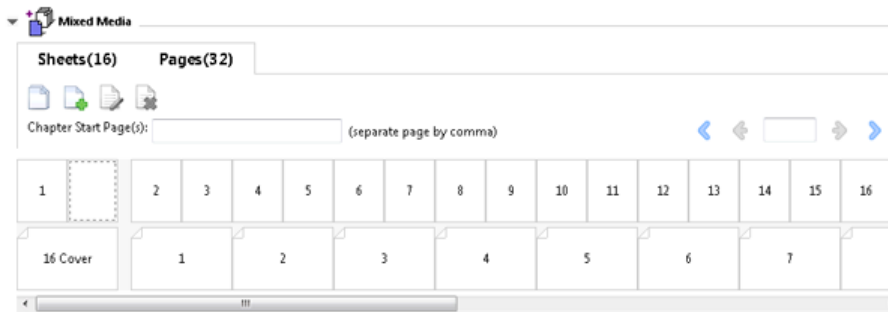 Mixed Media
Sheets(16) Pages(32)
Chapter Start Page(s): (separate page by comma)
1 2 3 4 5 6 7 8 9 10 11 12 13 14 15 16
16 Cover 1 2 3 4 5 6 7